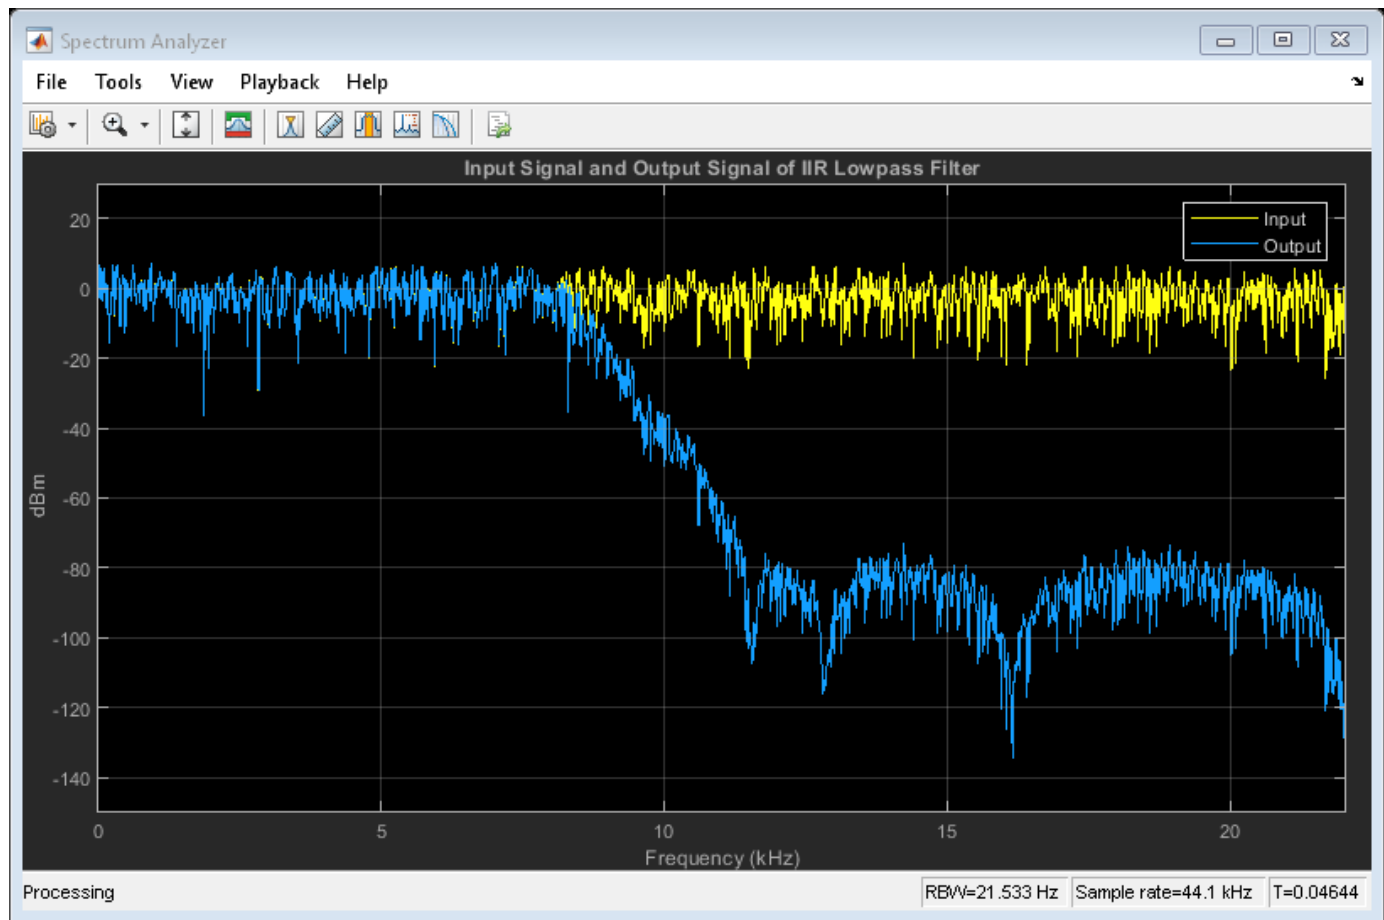 Spectrum Analyzer
File Tools View Playback Help
Input Signal and Output Signal of IIR Lowpass Filter
Input
Output
20
0
-20
-40
-60
-80
-100
-120
-140
dBm
0 5 10 15 20
Frequency (kHz)
Processing RBW=21.533 Hz Sample rate=44.1 kHz T=0.04644